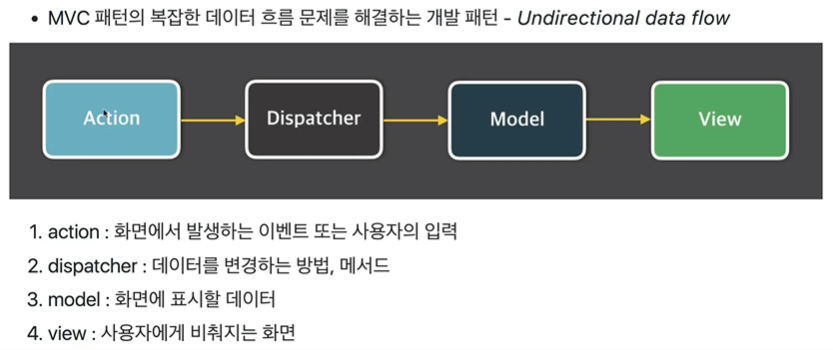 • MVC 패턴의 복잡한 데이터 흐름 문제를 해결하는 개발 패턴 - Undirectional data flow
Action Dispatcher Model View
1. action : 화면에서 발생하는 이벤트 또는 사용자의 입력
2. dispatcher : 데이터를 변경하는 방법, 메서드
3. model : 화면에 표시할 데이터
4. view : 사용자에게 비춰지는 화면